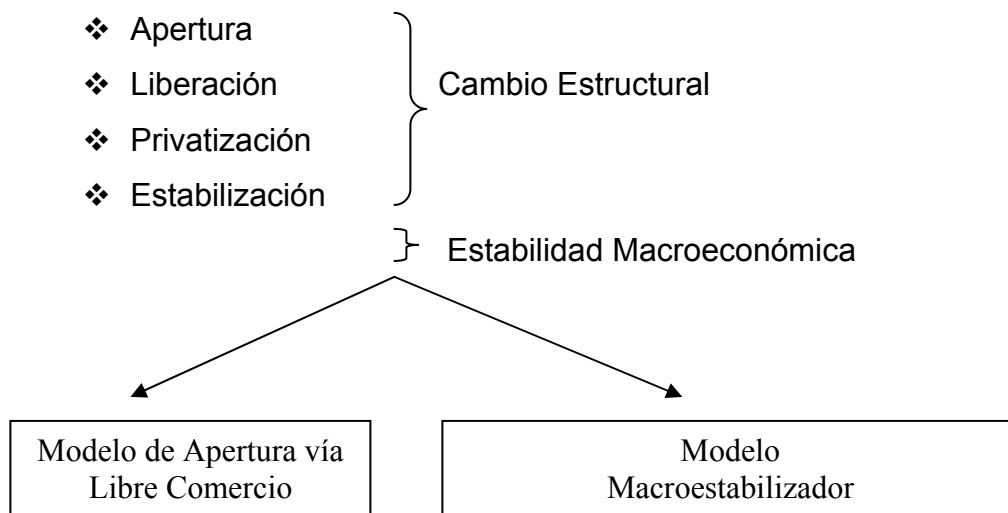 ❖ Apertura
❖ Liberación
Cambio Estructural
❖ Privatización
❖ Estabilización
Estabilidad Macroeconómica
Modelo de Apertura vía
Libre Comercio
Modelo
Macroestabilizador